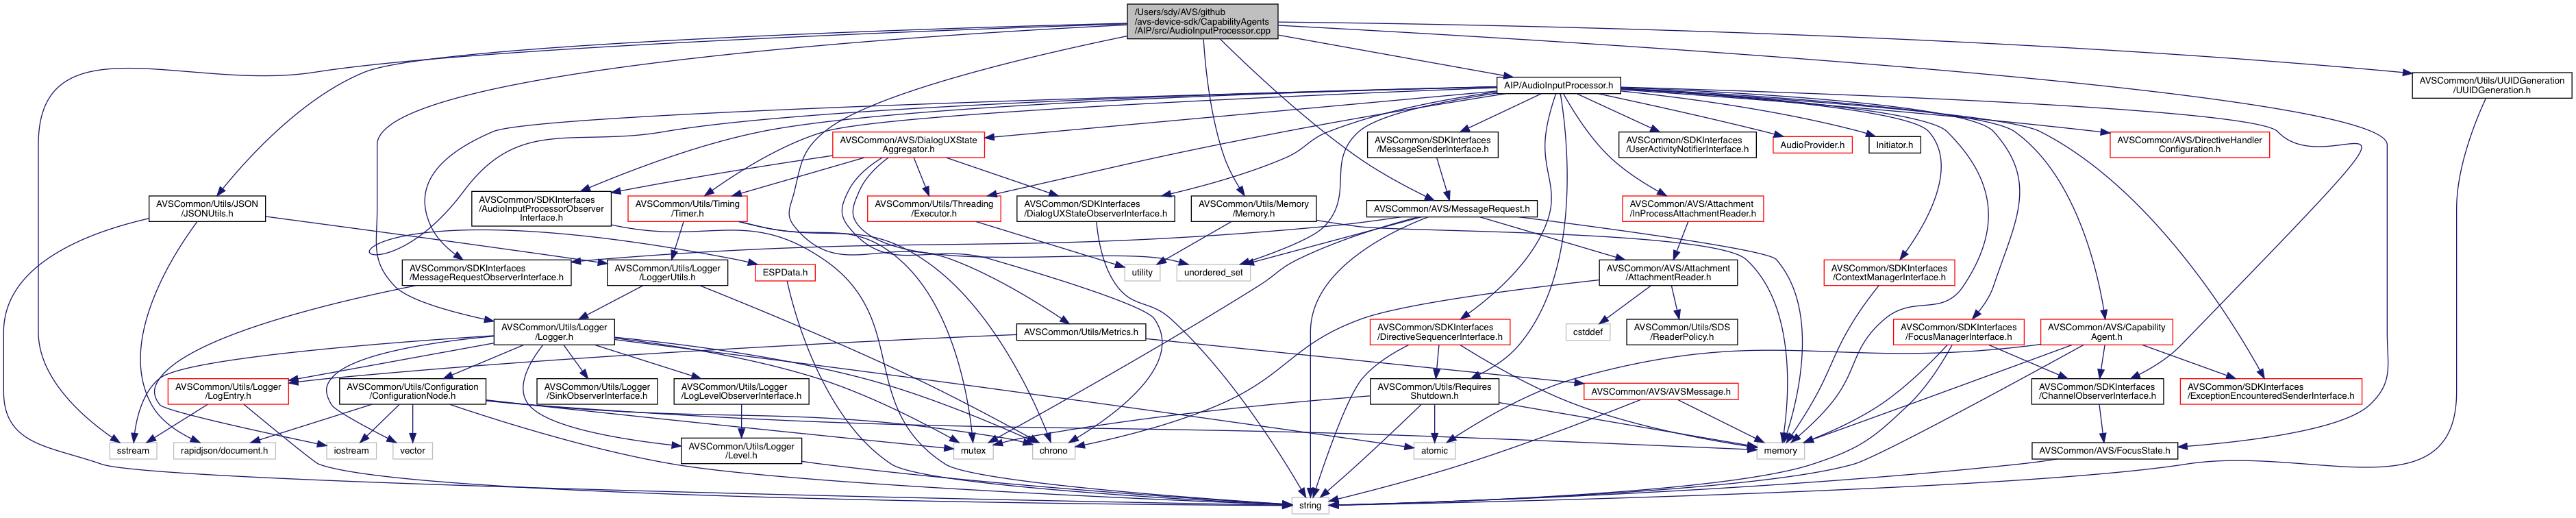 /Users/sdy/AVS/github
/avs-device-sdk/CapabilityAgents
/AIP/src/AudioInputProcessor.cpp
AIP/AudioInputProcessor.h
AVSCommon/Utils/UUIDGeneration
/UUIDGeneration.h
AVSCommon/AVS/DialogUXState
Aggregator.h
AVSCommon/SDKInterfaces
/MessageSenderInterface.h
AVSCommon/SDKInterfaces
/UserActivityNotifierInterface.h
AudioProvider.h
Initiator.h
AVSCommon/AVS/DirectiveHandler
Configuration.h
AVSCommon/Utils/JSON
/JSONUtils.h
AVSCommon/SDKInterfaces
/AudioInputProcessorObserver
Interface.h
AVSCommon/Utils/Timing
/Timer.h
AVSCommon/Utils/Threading
/Executor.h
AVSCommon/SDKInterfaces
/DialogUXStateObserverInterface.h
AVSCommon/Utils/Memory
/Memory.h
AVSCommon/AVS/MessageRequest.h
AVSCommon/AVS/Attachment
/InProcessAttachmentReader.h
AVSCommon/SDKInterfaces
/MessageRequestObserverInterface.h
AVSCommon/Utils/Logger
/LoggerUtils.h
ESPData.h
utility
unordered_set
AVSCommon/AVS/Attachment
/AttachmentReader.h
AVSCommon/SDKInterfaces
/ContextManagerInterface.h
AVSCommon/Utils/Logger
/Logger.h
AVSCommon/Utils/Metrics.h
AVSCommon/SDKInterfaces
/DirectiveSequencerInterface.h
cstddef
AVSCommon/Utils/SDS
/ReaderPolicy.h
AVSCommon/SDKInterfaces
/FocusManagerInterface.h
AVSCommon/AVS/Capability
Agent.h
AVSCommon/Utils/Logger
/LogEntry.h
AVSCommon/Utils/Configuration
/ConfigurationNode.h
AVSCommon/Utils/Logger
/SinkObserverInterface.h
AVSCommon/Utils/Logger
/LogLevelObserverInterface.h
AVSCommon/Utils/Requires
Shutdown.h
AVSCommon/AVS/AVSMessage.h
AVSCommon/SDKInterfaces
/ChannelObserverInterface.h
AVSCommon/SDKInterfaces
/ExceptionEncounteredSenderInterface.h
sstream
rapidjson/document.h
iostream
vector
AVSCommon/Utils/Logger
/Level.h
mutex
chrono
atomic
memory
AVSCommon/AVS/FocusState.h
string